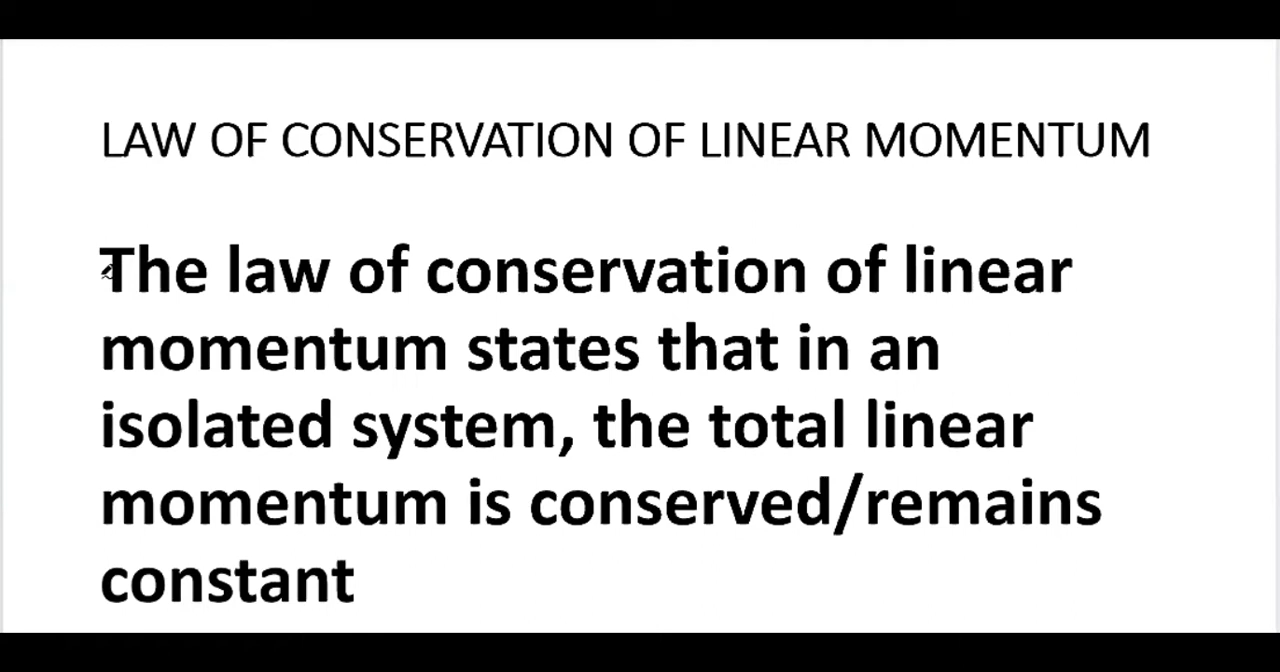 LAW OF CONSERVATION OF LINEAR MOMENTUM
The law of conservation of linear
momentum states that in an
isolated system, the total linear
momentum is conserved/remains
constant